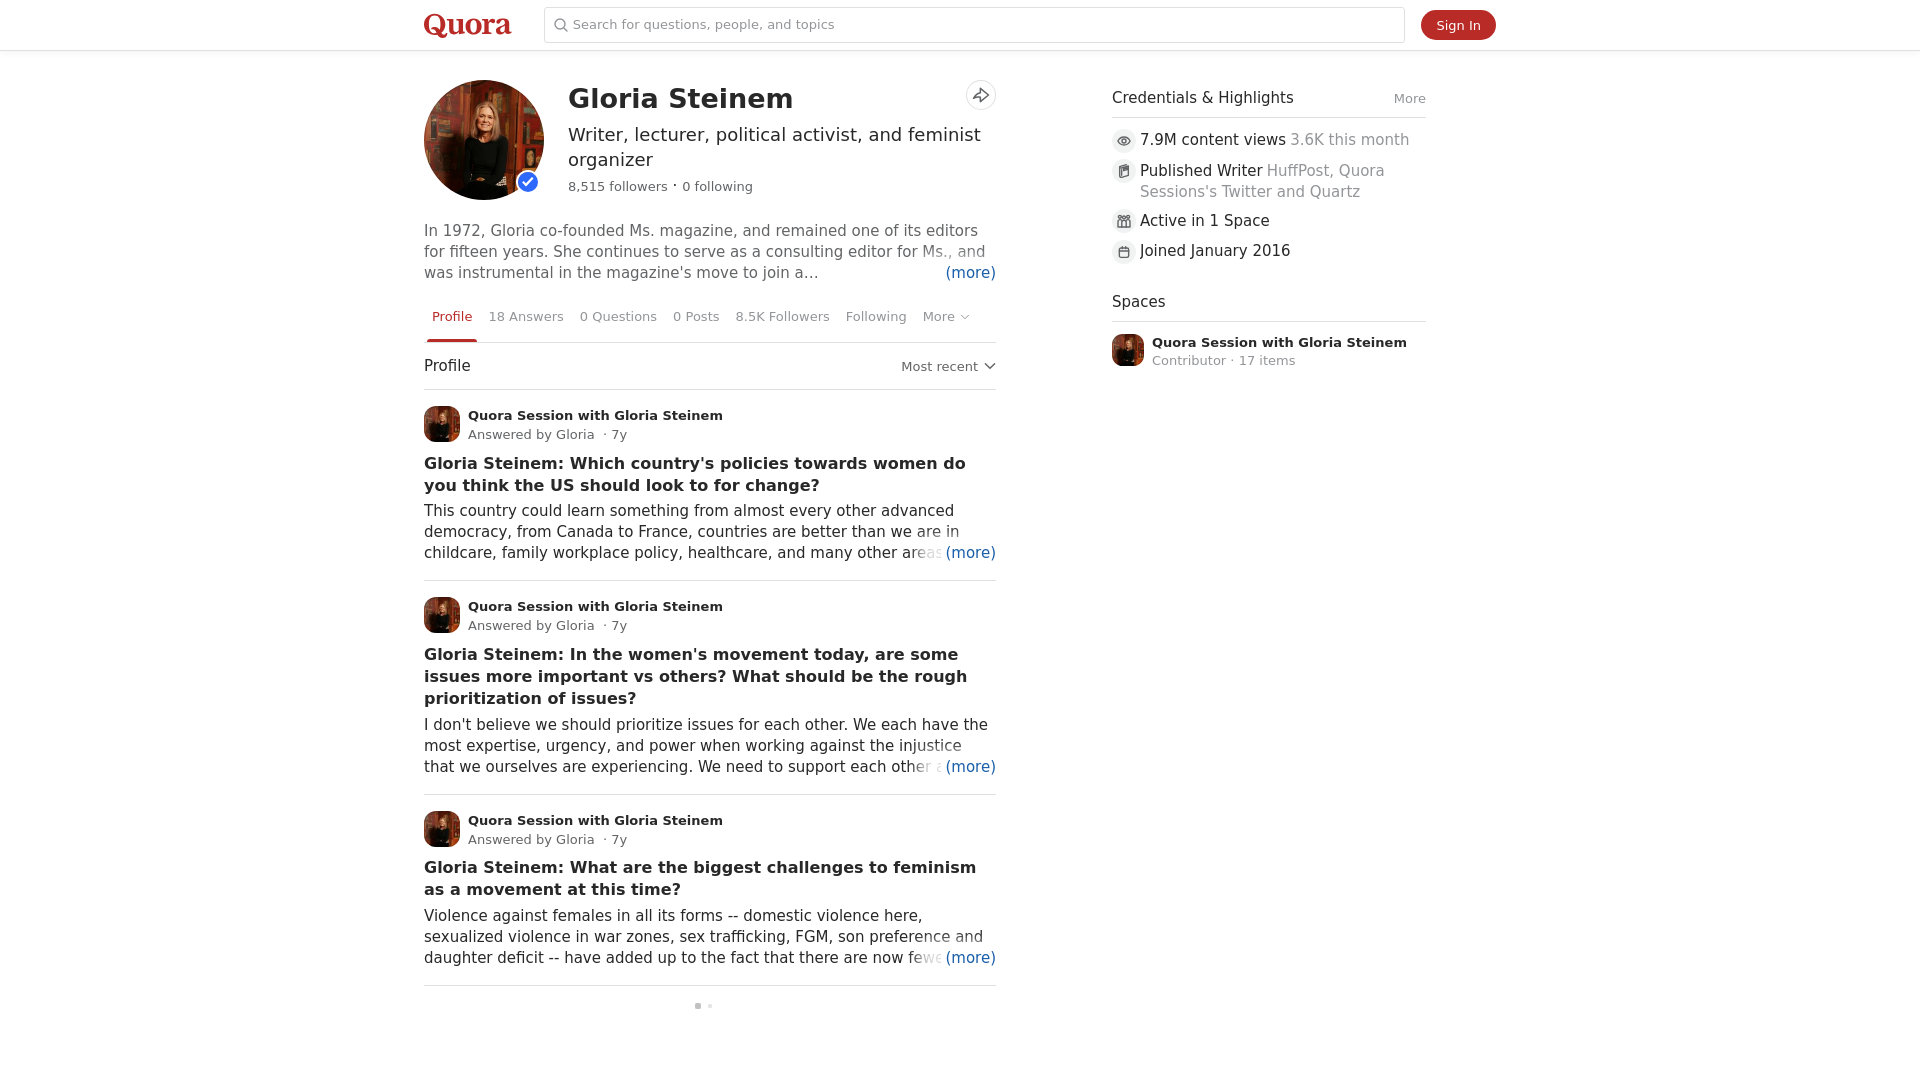 Quora
Search for questions, people, and topics
Sign In
Gloria Steinem
Writer, lecturer, political activist, and feminist
organizer
8,515 followers · 0 following
In 1972, Gloria co-founded Ms. magazine, and remained one of its editors
for fifteen years. She continues to serve as a consulting editor for Ms., and
was instrumental in the magazine's move to join a…
(more)
Profile
18 Answers
0 Questions
0 Posts
8.5K Followers
Following
More
Profile
Most recent
Quora Session with Gloria Steinem
Answered by Gloria · 7y
Gloria Steinem: Which country's policies towards women do
you think the US should look to for change?
This country could learn something from almost every other advanced
democracy, from Canada to France, countries are better than we are in
childcare, family workplace policy, healthcare, and many other areas (more)
Quora Session with Gloria Steinem
Answered by Gloria · 7y
Gloria Steinem: In the women's movement today, are some
issues more important vs others? What should be the rough
prioritization of issues?
I don't believe we should prioritize issues for each other. We each have the
most expertise, urgency, and power when working against the injustice
that we ourselves are experiencing. We need to support each other (more)
Quora Session with Gloria Steinem
Answered by Gloria · 7y
Gloria Steinem: What are the biggest challenges to feminism
as a movement at this time?
Violence against females in all its forms -- domestic violence here,
sexualized violence in war zones, sex trafficking, FGM, son preference and
daughter deficit -- have added up to the fact that there are now (more)
Credentials & Highlights
More
7.9M content views 3.6K this month
Published Writer HuffPost, Quora
Sessions's Twitter and Quartz
Active in 1 Space
Joined January 2016
Spaces
Quora Session with Gloria Steinem
Contributor · 17 items